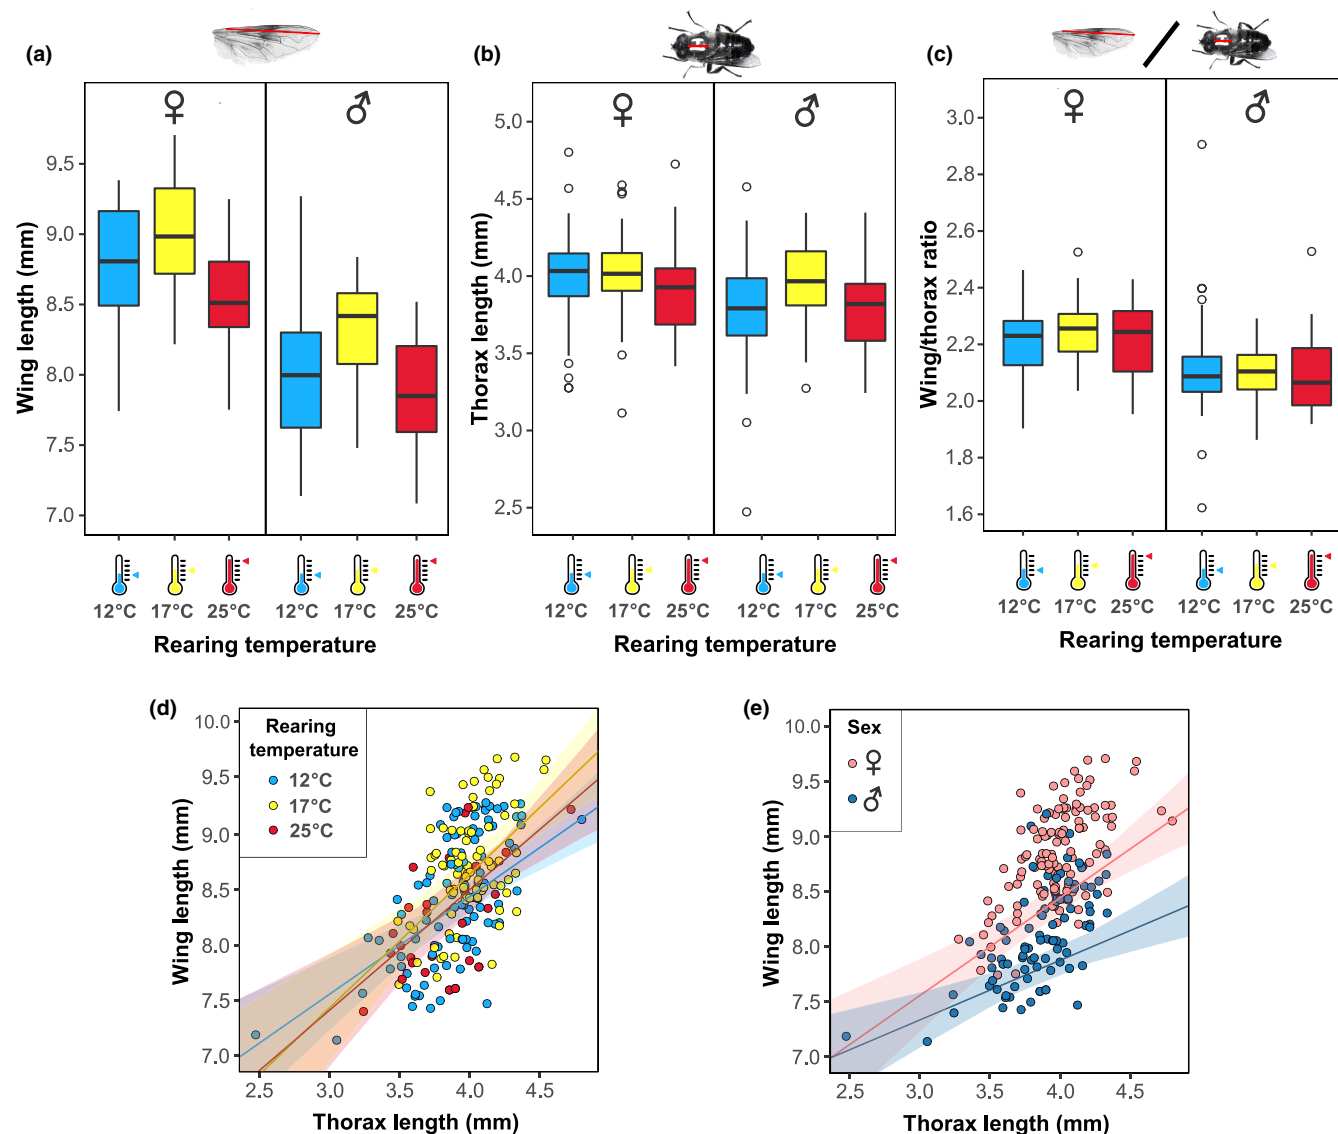 (a)
♀ ♂
Wing length (mm)
9.5
9.0
8.5
8.0
7.5
7.0
12°C 17°C 25°C 12°C 17°C 25°C
Rearing temperature
(b)
♀ ♂
Thorax length (mm)
5.0
4.5
4.0
3.5
3.0
2.5
12°C 17°C 25°C 12°C 17°C 25°C
Rearing temperature
(c)
♀ ♂
Wing/thorax ratio
3.0
2.8
2.6
2.4
2.2
2.0
1.8
1.6
12°C 17°C 25°C 12°C 17°C 25°C
Rearing temperature
(d)
Rearing
temperature
12°C
17°C
25°C
Wing length (mm)
10.0
9.5
9.0
8.5
8.0
7.5
7.0
2.5 3.0 3.5 4.0 4.5
Thorax length (mm)
(e)
Sex
♀
♂
Wing length (mm)
10.0
9.5
9.0
8.5
8.0
7.5
7.0
2.5 3.0 3.5 4.0 4.5
Thorax length (mm)